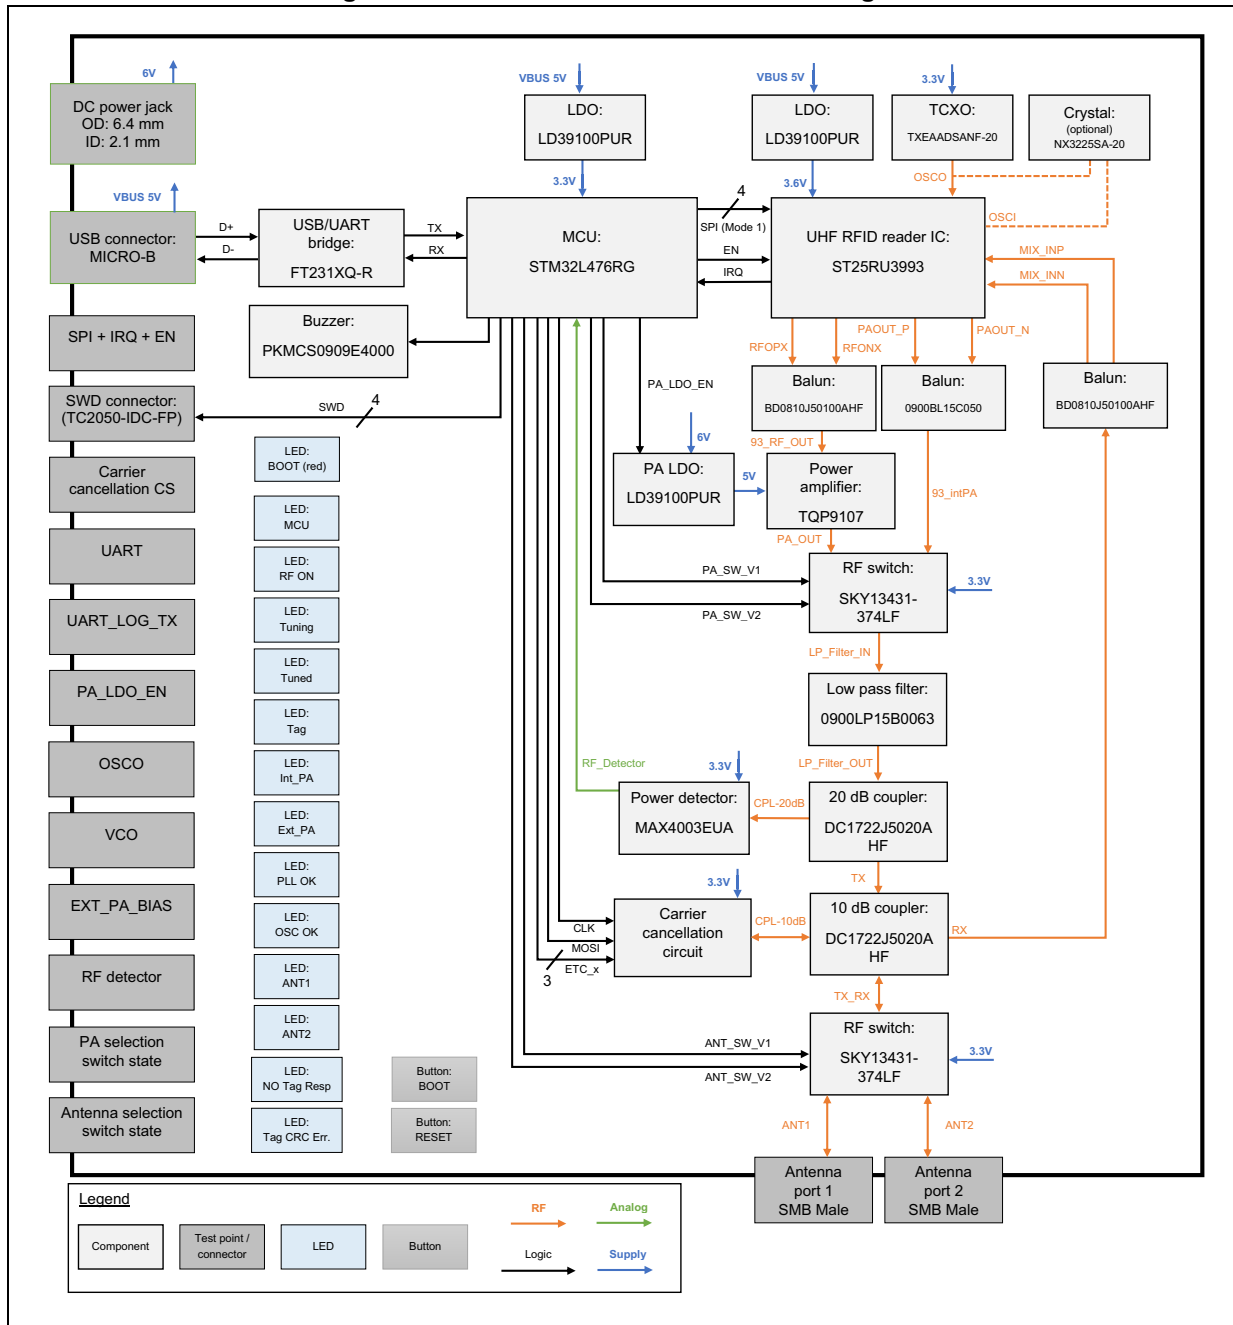 6V
DC power jack
OD: 6.4 mm
ID: 2.1 mm
VBUS 5V
USB connector:
MICRO-B
D+
D-
USB/UART
bridge:
FT231XQ-R
TX
RX
VBUS 5V
LDO:
LD39100PUR
3.3V
MCU:
STM32L476RG
VBUS 5V
LDO:
LD39100PUR
3.6V
3.3V
TCXO:
TXEAADSANF-20
Crystal:
(optional)
NX3225SA-20
OSCO
OSCI
4
SPI (Mode 1)
EN
IRQ
UHF RFID reader IC:
ST25RU3993
MIX_INP
MIX_INN
SPI + IRQ + EN
Buzzer:
PKMCS0909E4000
RFOPX
RFONX
PAOUT_P
PAOUT_N
SWD connector:
(TC2050-IDC-FP)
SWD
4
PA_LDO_EN
Balun:
BD0810J50100AHF
Balun:
0900BL15C050
Balun:
BD0810J50100AHF
Carrier
cancellation CS
LED:
BOOT (red)
6V
93_RF_OUT
PA LDO:
LD39100PUR
5V
Power
amplifier:
TQP9107
93_intPA
PA_OUT
UART
LED:
MCU
LED:
RF ON
PA_SW_V1
PA_SW_V2
RF switch:
SKY13431-
374LF
3.3V
UART_LOG_TX
LED:
Tuning
LP_Filter_IN
PA_LDO_EN
LED:
Tuned
Low pass filter:
0900LP15B0063
LED:
Tag
OSCO
LED:
Int_PA
RF_Detector
3.3V
LP_Filter_OUT
Power detector:
MAX4003EUA
CPL-20dB
20 dB coupler:
DC1722J5020A
HF
VCO
LED:
Ext_PA
LED:
PLL OK
TX
EXT_PA_BIAS
LED:
OSC OK
3.3V
CLK
MOSI
ETC_x
3
Carrier
cancellation
circuit
CPL-10dB
10 dB coupler:
DC1722J5020A
HF
RX
RF detector
LED:
ANT1
TX_RX
PA selection
switch state
LED:
ANT2
ANT_SW_V1
ANT_SW_V2
RF switch:
SKY13431-
374LF
3.3V
LED:
NO Tag Resp
Button:
BOOT
Antenna selection
switch state
LED:
Tag CRC Err.
Button:
RESET
ANT1
ANT2
Antenna
port 1
SMB Male
Antenna
port 2
SMB Male
Legend
Component
Test point /
connector
LED
Button
RF
Analog
Logic
Supply